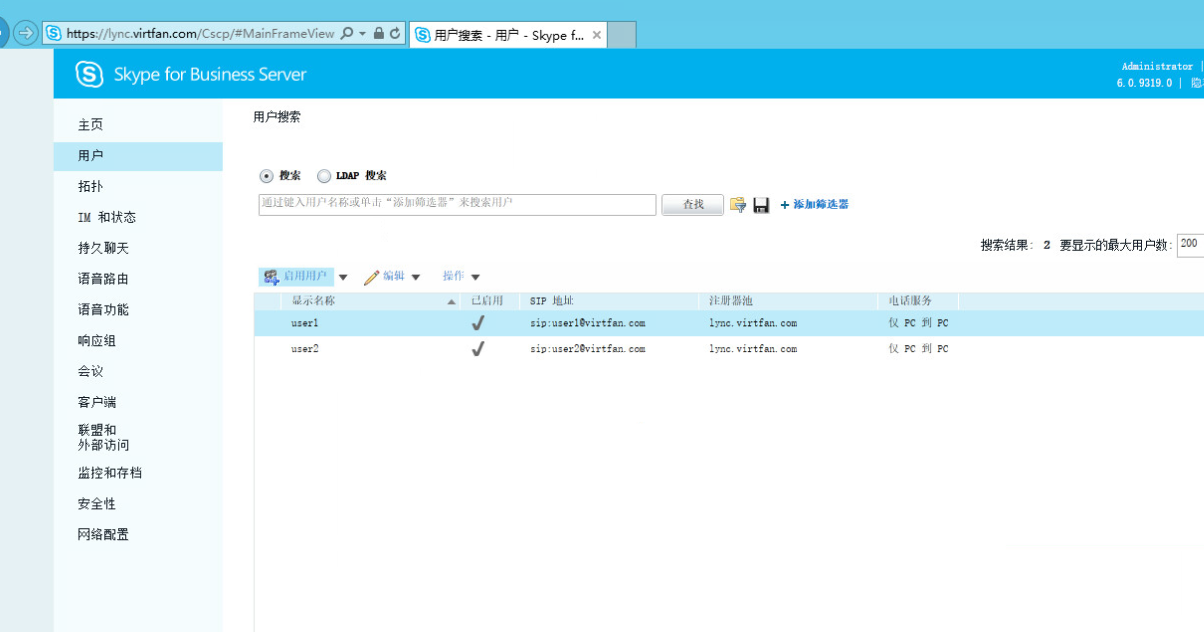 https://lync.virtfan.com/Cscp/#MainFrameView
用户搜索 - 用户 - Skype f...
Skype for Business Server
Administrator |
6.0.9319.0 |
主页
用户
拓扑
IM 和状态
持久聊天
语音路由
语音功能
响应组
会议
客户端
联盟和
外部访问
监控和存档
安全性
网络配置
用户搜索
搜索 LDAP 搜索
通过键入用户名称或单击“添加筛选器”来搜索用户 查找 添加筛选器
搜索结果: 2 要显示的最大用户数: 200
启用用户 编辑 操作
显示名称 已启用 SIP 地址 注册器池 电话服务
user1 sip:user1@virtfan.com lync.virtfan.com 仅 PC 到 PC
user2 sip:user2@virtfan.com lync.virtfan.com 仅 PC 到 PC